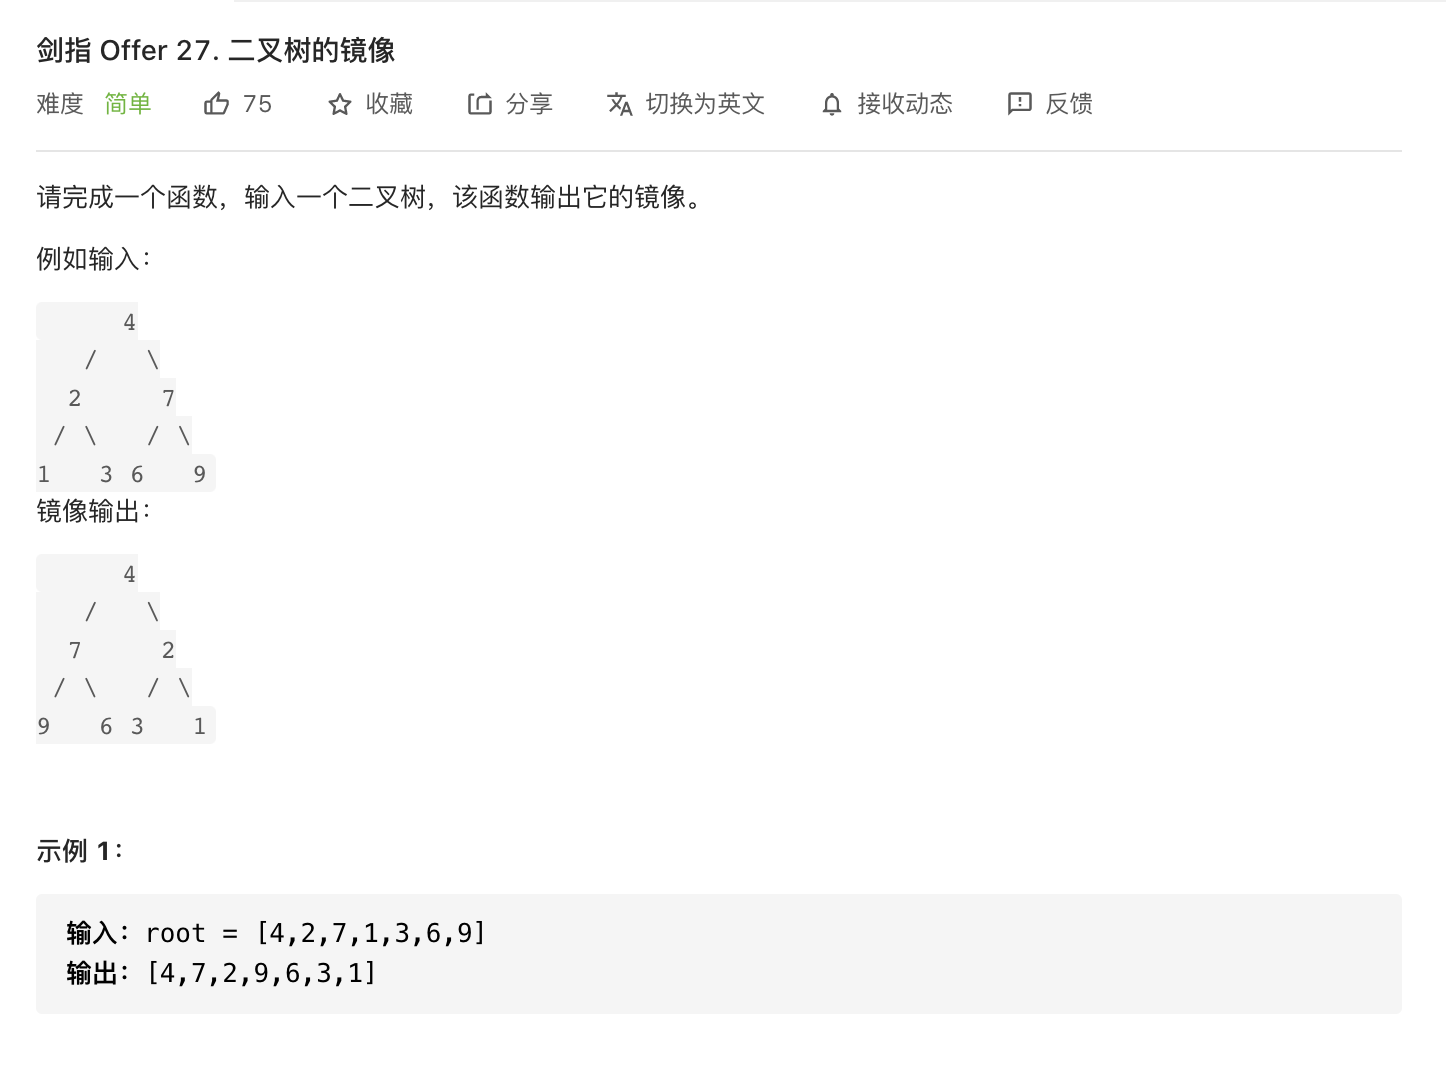 剑指 Offer 27. 二叉树的镜像
难度 简单 75 收藏 分享 切换为英文 接收动态 反馈
请完成一个函数，输入一个二叉树，该函数输出它的镜像。
例如输入：
4
/ \
2 7
/ \ / \
1 3 6 9
镜像输出：
4
/ \
7 2
/ \ / \
9 6 3 1
示例 1：
输入：root = [4,2,7,1,3,6,9]
输出：[4,7,2,9,6,3,1]